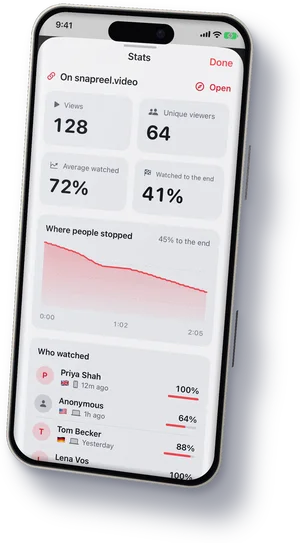 9:41
Stats
Done
On snapreel.video
Open
Views
128
Unique viewers
64
Average watched
72%
Watched to the end
41%
Where people stopped
45% to the end
0:00
1:02
2:05
Who watched
P
Priya Shah
12m ago
100%
Anonymous
1h ago
64%
T
Tom Becker
Yesterday
88%
L
Lena Vos
100%